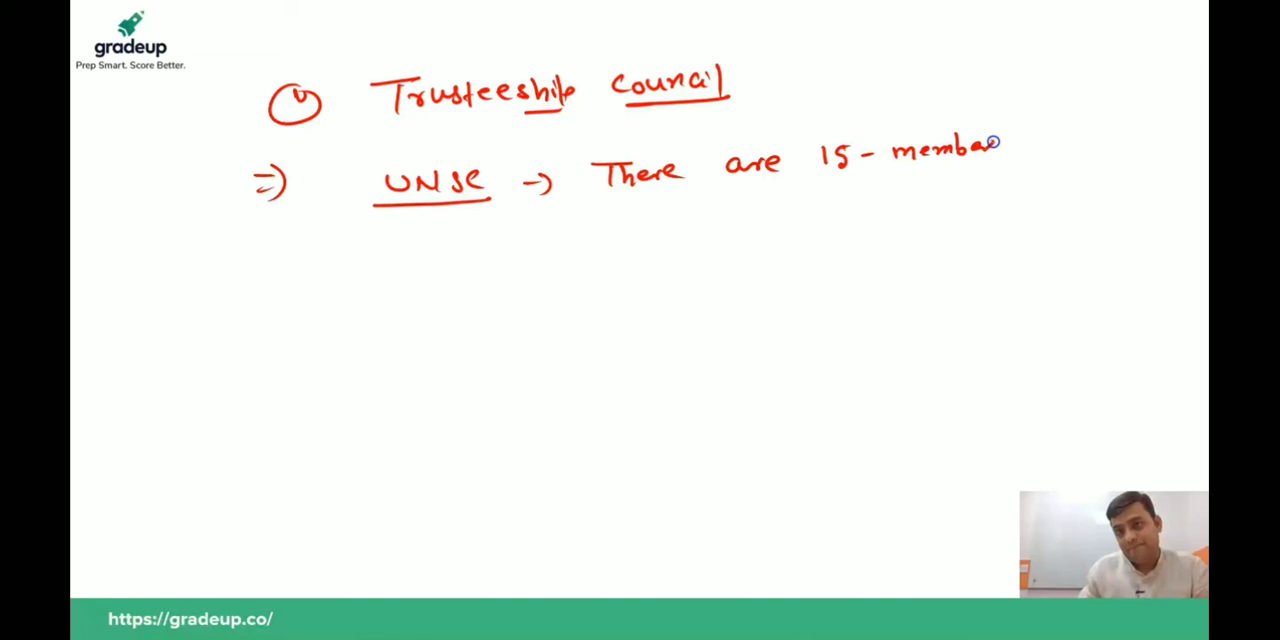 gradeup
Prep Smart. Score Better.
Trusteeship Council
=> UNSC -> There are 15 - member
https://gradeup.co/